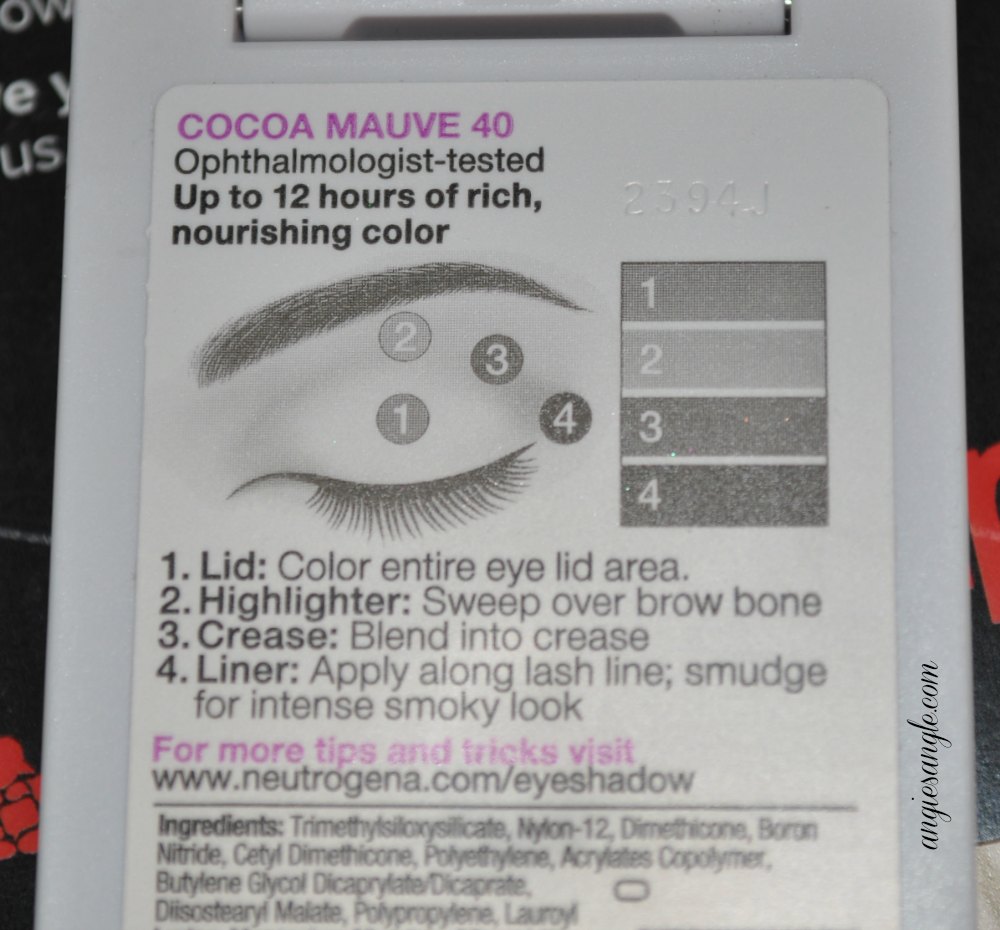 ow
e y
us.
COCOA MAUVE 40
Ophthalmologist-tested
Up to 12 hours of rich,
nourishing color
2394J
1
2
3
4
2
3
1
4
1. Lid: Color entire eye lid area.
2. Highlighter: Sweep over brow bone
3. Crease: Blend into crease
4. Liner: Apply along lash line; smudge
for intense smoky look
For more tips and tricks visit
www.neutrogena.com/eyeshadow
Ingredients: Trimethylsiloxysilicate, Nylon-12, Dimethicone, Boron
Nitride, Cetyl Dimethicone, Polyethylene, Acrylates Copolymer,
Butylene Glycol Dicaprylate/Dicaprate,
Diisostearyl Malate, Polypropylene, Lauroyl
angiesangle.com